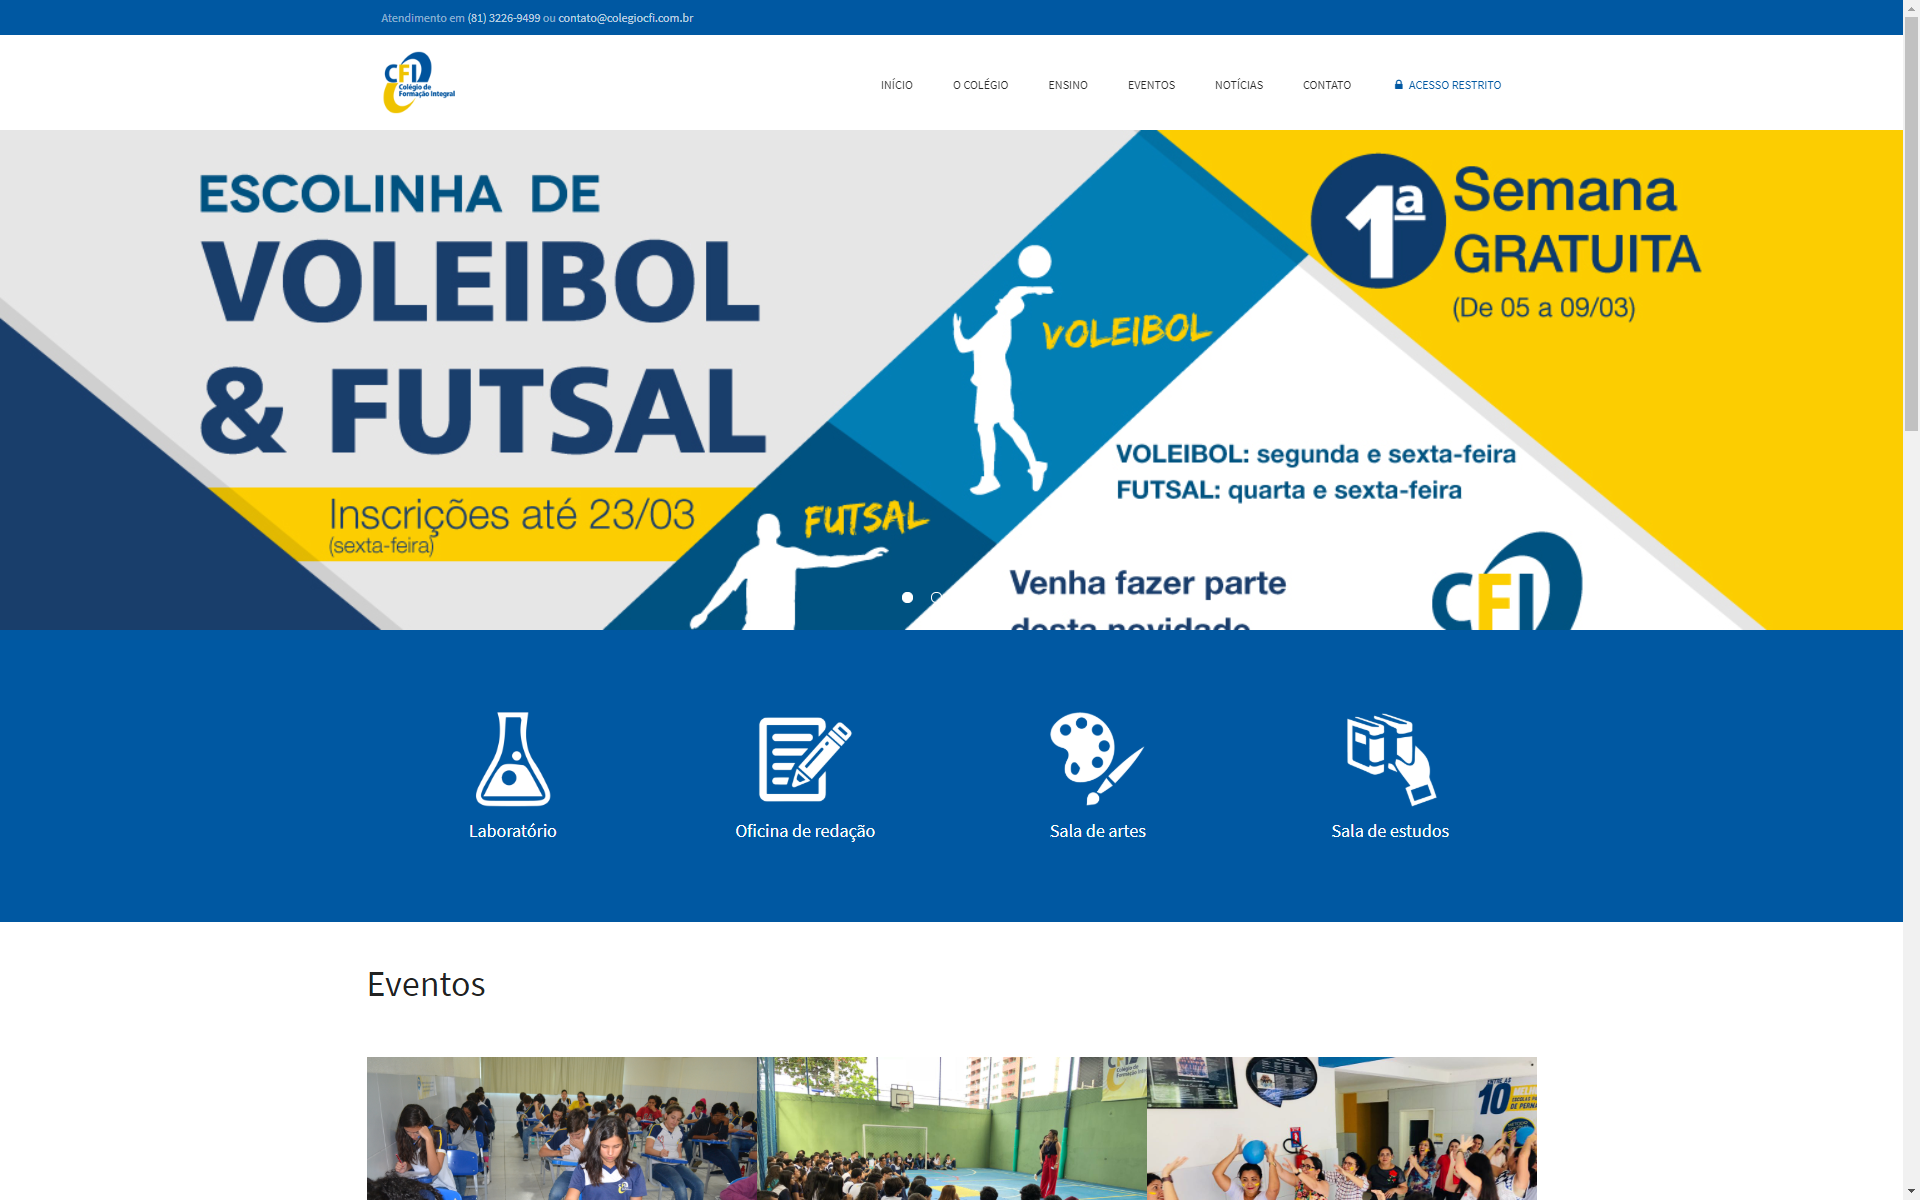 Atendimento em (81) 3226-9499 ou contato@colegiocfi.com.br
CFI
Colégio de
Formação Integral
INÍCIO
O COLÉGIO
ENSINO
EVENTOS
NOTÍCIAS
CONTATO
ACESSO RESTRITO
ESCOLINHA DE
VOLEIBOL
& FUTSAL
Inscrições até 23/03
(sexta-feira)
FUTSAL
VOLEIBOL
1ª
Semana
GRATUITA
(De 05 a 09/03)
VOLEIBOL: segunda e sexta-feira
FUTSAL: quarta e sexta-feira
Venha fazer parte
desta novidade
CFI
Laboratório
Oficina de redação
Sala de artes
Sala de estudos
Eventos
ENTRE AS
10